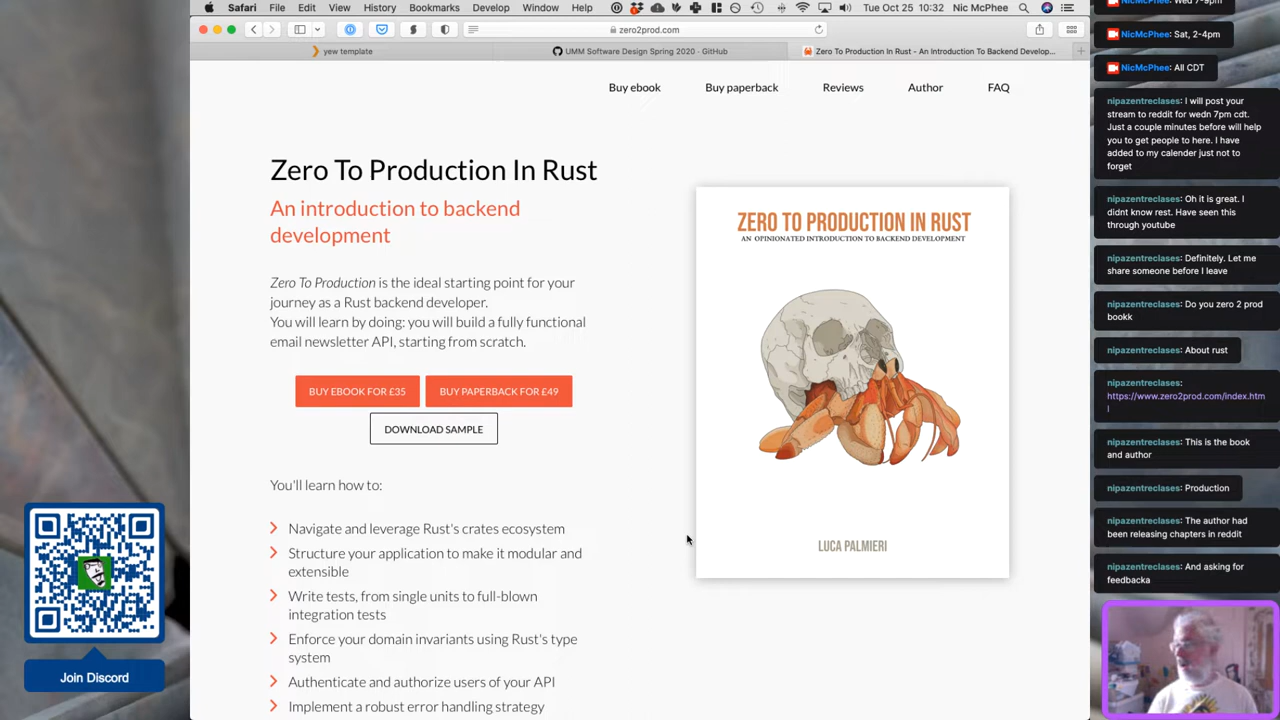 Safari File Edit View History Bookmarks Develop Window Help
Tue Oct 25 10:32 Nic McPhee
zero2prod.com
yew template
UMM Software Design Spring 2020 - GitHub
Zero To Production In Rust - An Introduction To Backend Develop...
Buy ebook
Buy paperback
Reviews
Author
FAQ
Zero To Production In Rust
An introduction to backend
development
Zero To Production is the ideal starting point for your
journey as a Rust backend developer.
You will learn by doing: you will build a fully functional
email newsletter API, starting from scratch.
BUY EBOOK FOR £35
BUY PAPERBACK FOR £49
DOWNLOAD SAMPLE
You'll learn how to:
Navigate and leverage Rust's crates ecosystem
Structure your application to make it modular and
extensible
Write tests, from single units to full-blown
integration tests
Enforce your domain invariants using Rust's type
system
Authenticate and authorize users of your API
Implement a robust error handling strategy
ZERO TO PRODUCTION IN RUST
AN OPINIONATED INTRODUCTION TO BACKEND DEVELOPMENT
LUCA PALMIERI
Join Discord
NicMcPhee: Wed 7-9pm
NicMcPhee: Sat, 2-4pm
NicMcPhee: All CDT
nipazentreclases: I will post your
stream to reddit for wedn 7pm cdt.
Just a couple minutes before will help
you to get people to here. I have
added to my calender just not to
forget
nipazentreclases: Oh it is great. I
didnt know rest. Have seen this
through youtube
nipazentreclases: Definitely. Let me
share someone before I leave
nipazentreclases: Do you zero 2 prod
bookk
nipazentreclases: About rust
nipazentreclases:
https://www.zero2prod.com/index.htm
l
nipazentreclases: This is the book
and author
nipazentreclases: Production
nipazentreclases: The author had
been releasing chapters in reddit
nipazentreclases: And asking for
feedbacka